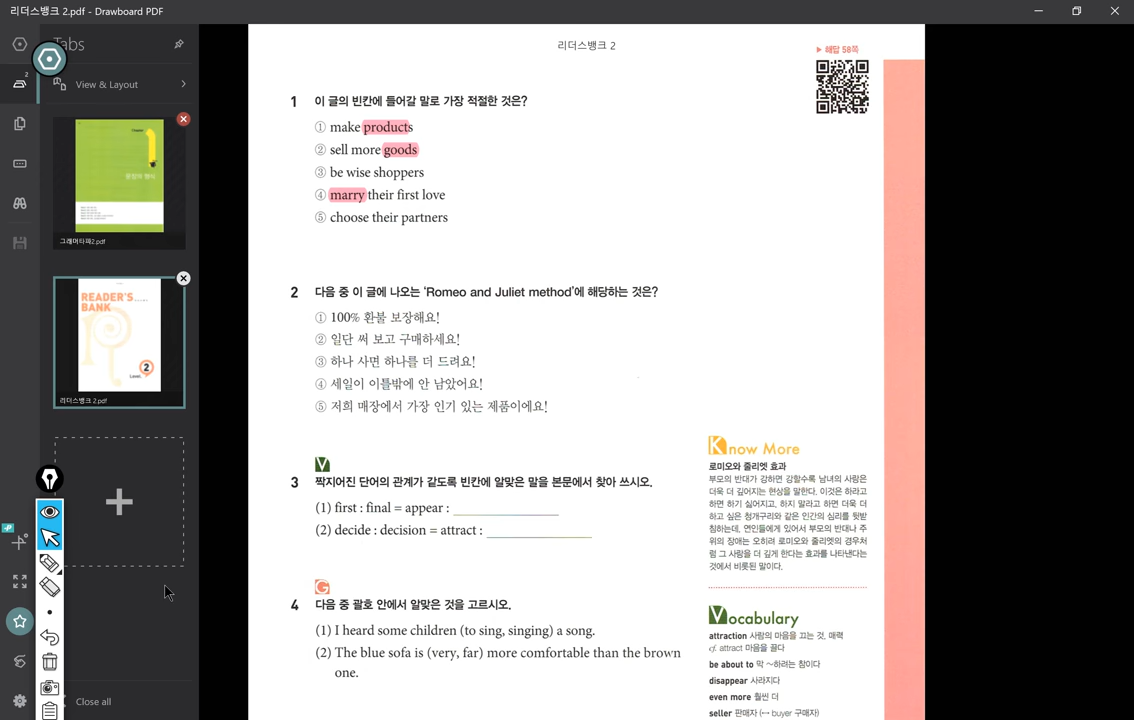 리더스뱅크 2.pdf - Drawboard PDF
Tabs
2
View & Layout
그래머타파2.pdf
READER'S
BANK
Level
2
리더스뱅크 2.pdf
Close all
리더스뱅크 2
▶ 해답 58쪽
1 이 글의 빈칸에 들어갈 말로 가장 적절한 것은?
① make products
② sell more goods
③ be wise shoppers
④ marry their first love
⑤ choose their partners
2 다음 중 이 글에 나오는 ‘Romeo and Juliet method’에 해당하는 것은?
① 100% 환불 보장해요!
② 일단 써 보고 구매하세요!
③ 하나 사면 하나를 더 드려요!
④ 세일이 이틀밖에 안 남았어요!
⑤ 저희 매장에서 가장 인기 있는 제품이에요!
V
3 짝지어진 단어의 관계가 같도록 빈칸에 알맞은 말을 본문에서 찾아 쓰시오.
(1) first : final = appear :
(2) decide : decision = attract :
G
4 다음 중 괄호 안에서 알맞은 것을 고르시오.
(1) I heard some children (to sing, singing) a song.
(2) The blue sofa is (very, far) more comfortable than the brown
one.
Know More
로미오와 줄리엣 효과
부모의 반대가 강하면 강할수록 남녀의 사랑은
더욱 더 깊어지는 현상을 말한다. 이것은 하라고
하면 하기 싫어지고, 하지 말라고 하면 더욱 더
하고 싶은 청개구리와 같은 인간의 심리를 뒷받
침하는데, 연인들에게 있어서 부모의 반대나 주
위의 장애는 오히려 로미오와 줄리엣의 경우처
럼 그 사랑을 더 깊게 한다는 효과를 나타낸다는
것에서 비롯된 말이다.
Vocabulary
attraction 사람의 마음을 끄는 것, 매력
cf. attract 마음을 끌다
be about to 막 ~하려는 참이다
disappear 사라지다
even more 훨씬 더
seller 판매자 (↔ buyer 구매자)